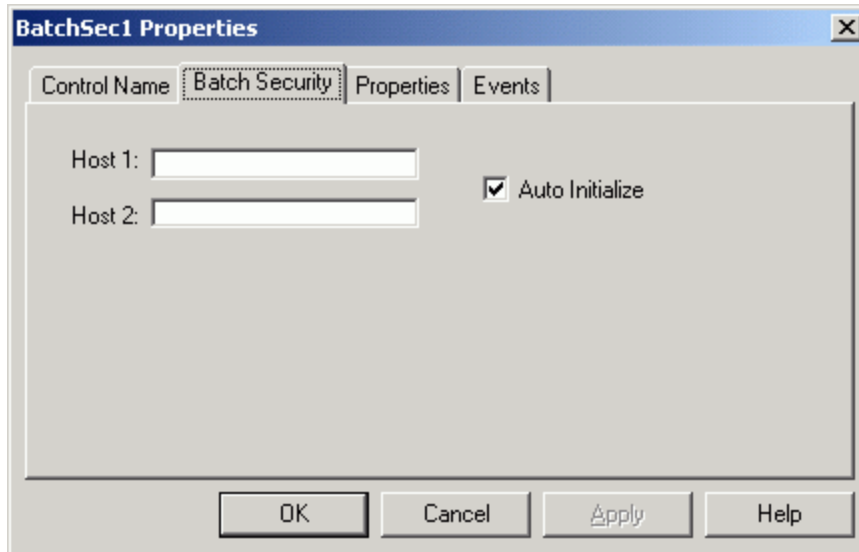 BatchSec1 Properties
Control Name Batch Security Properties Events
Host 1:
Auto Initialize
Host 2:
OK Cancel Apply Help